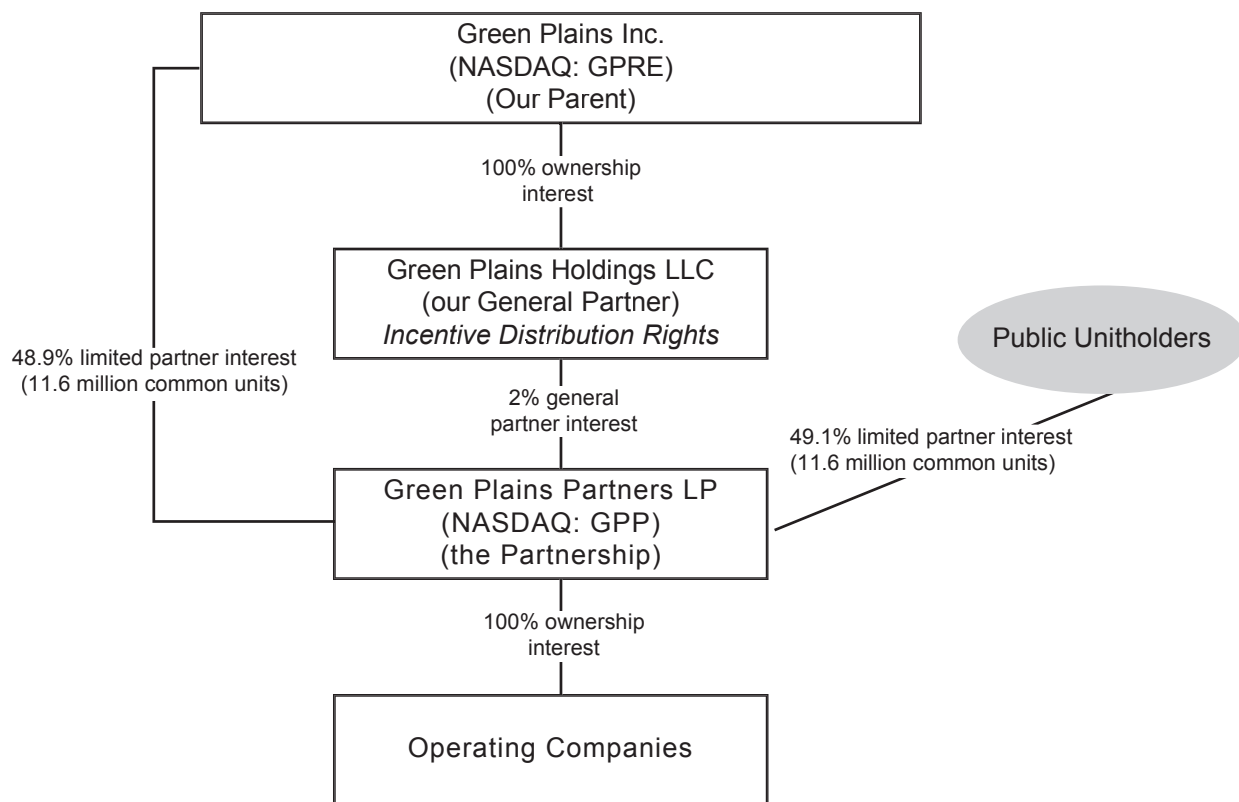 Green Plains Inc.
(NASDAQ: GPRE)
(Our Parent)
100% ownership
interest
Green Plains Holdings LLC
(our General Partner)
Incentive Distribution Rights
Public Unitholders
48.9% limited partner interest
(11.6 million common units)
2% general
partner interest
49.1% limited partner interest
(11.6 million common units)
Green Plains Partners LP
(NASDAQ: GPP)
(the Partnership)
100% ownership
interest
Operating Companies